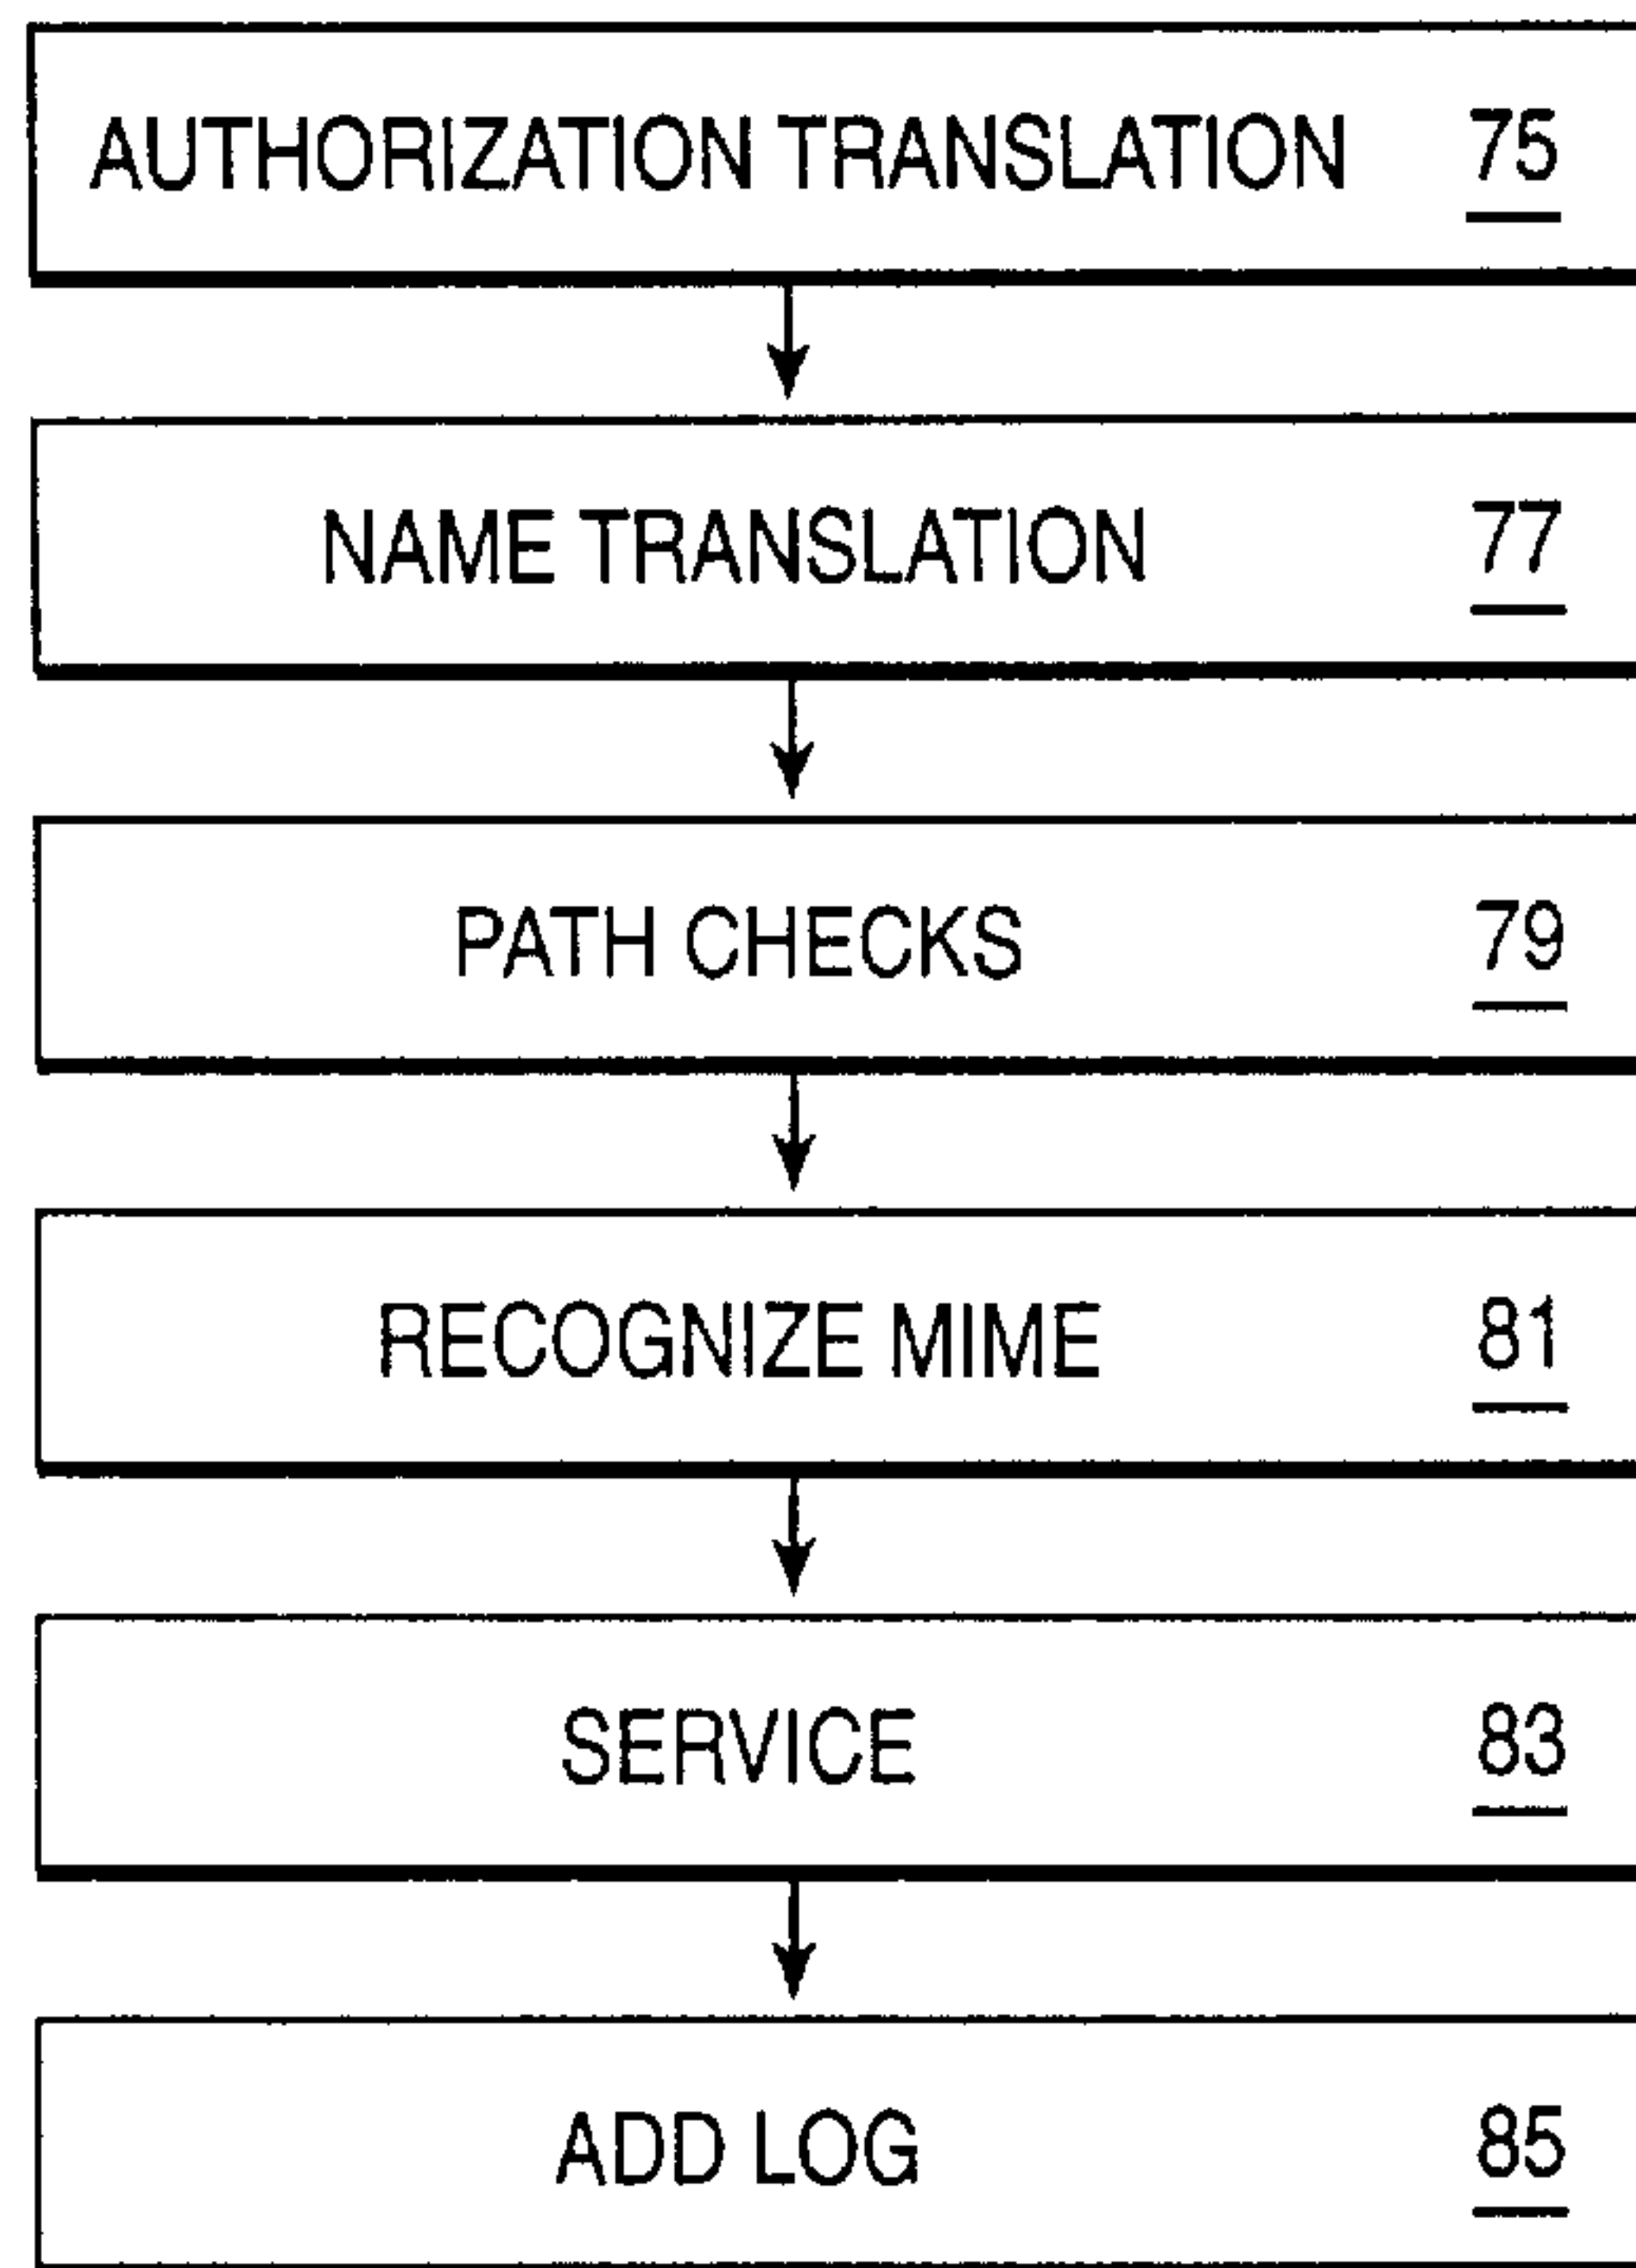 AUTHORIZATION TRANSLATION 75
NAME TRANSLATION 77
PATH CHECKS 79
RECOGNIZE MIME 81
SERVICE 83
ADD LOG 85